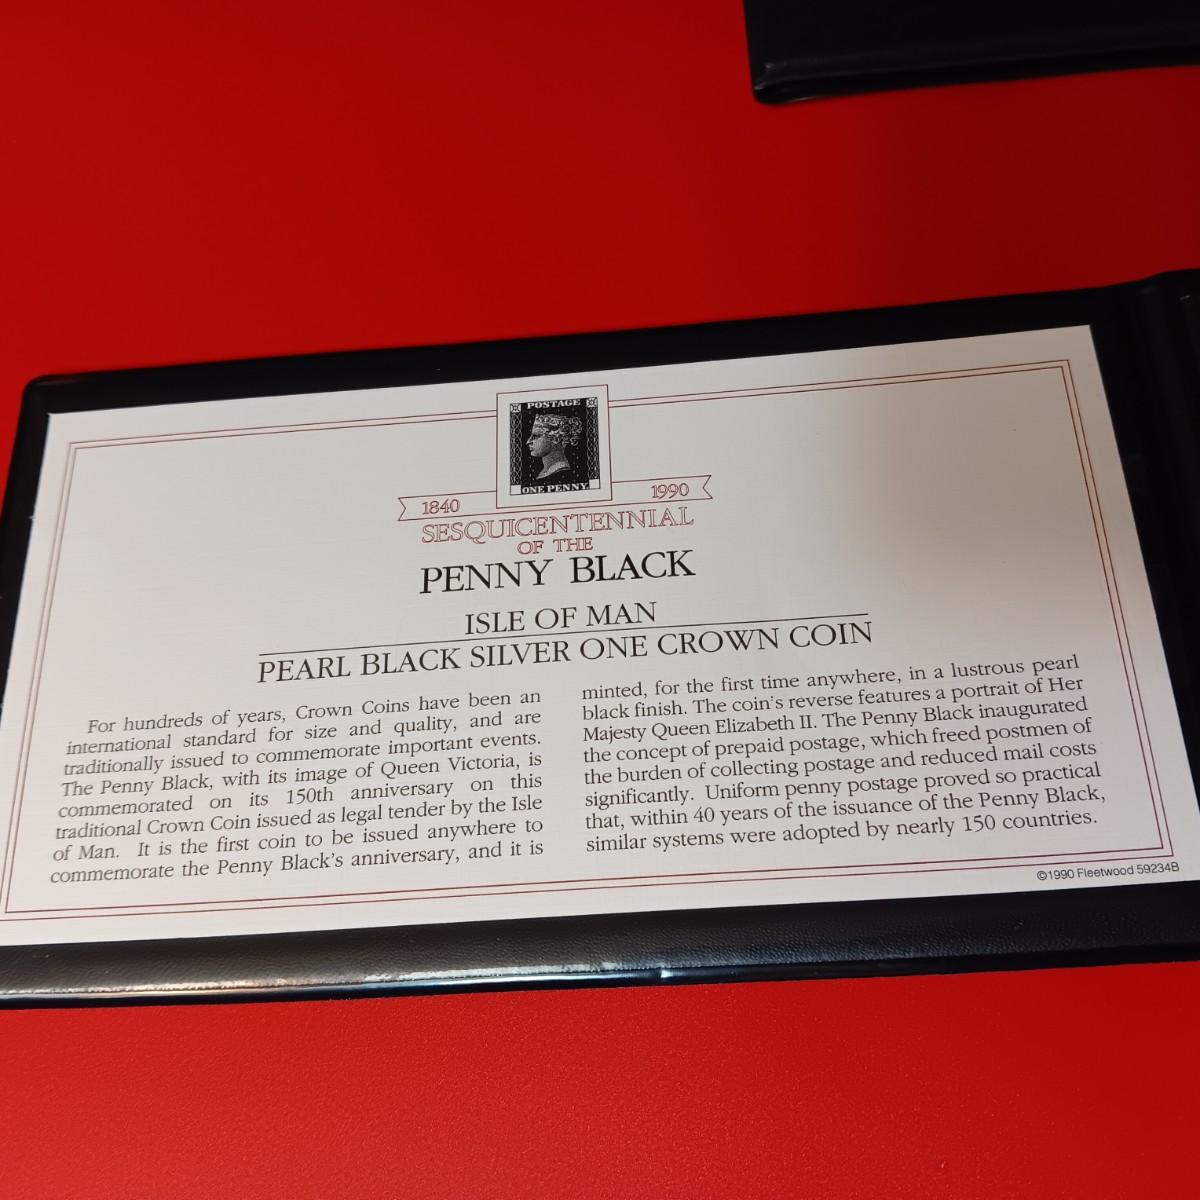 POSTAGE
ONE PENNY.
1840
1990
SESQUICENTENNIAL
OF THE
PENNY BLACK
ISLE OF MAN
PEARL BLACK SILVER ONE CROWN COIN
For hundreds of years, Crown Coins have been an
international standard for size and quality, and are
traditionally issued to commemorate important events.
The Penny Black, with its image of Queen Victoria, is
commemorated on its 150th anniversary on this
traditional Crown Coin issued as legal tender by the Isle
of Man. It is the first coin to be issued anywhere to
commemorate the Penny Black's anniversary, and it is
minted, for the first time anywhere, in a lustrous pearl
black finish. The coin's reverse features a portrait of Her
Majesty Queen Elizabeth II. The Penny Black inaugurated
the concept of prepaid postage, which freed postmen of
the burden of collecting postage and reduced mail costs
significantly. Uniform penny postage proved so practical
that, within 40 years of the issuance of the Penny Black,
similar systems were adopted by nearly 150 countries.
©1990 Fleetwood 59234B